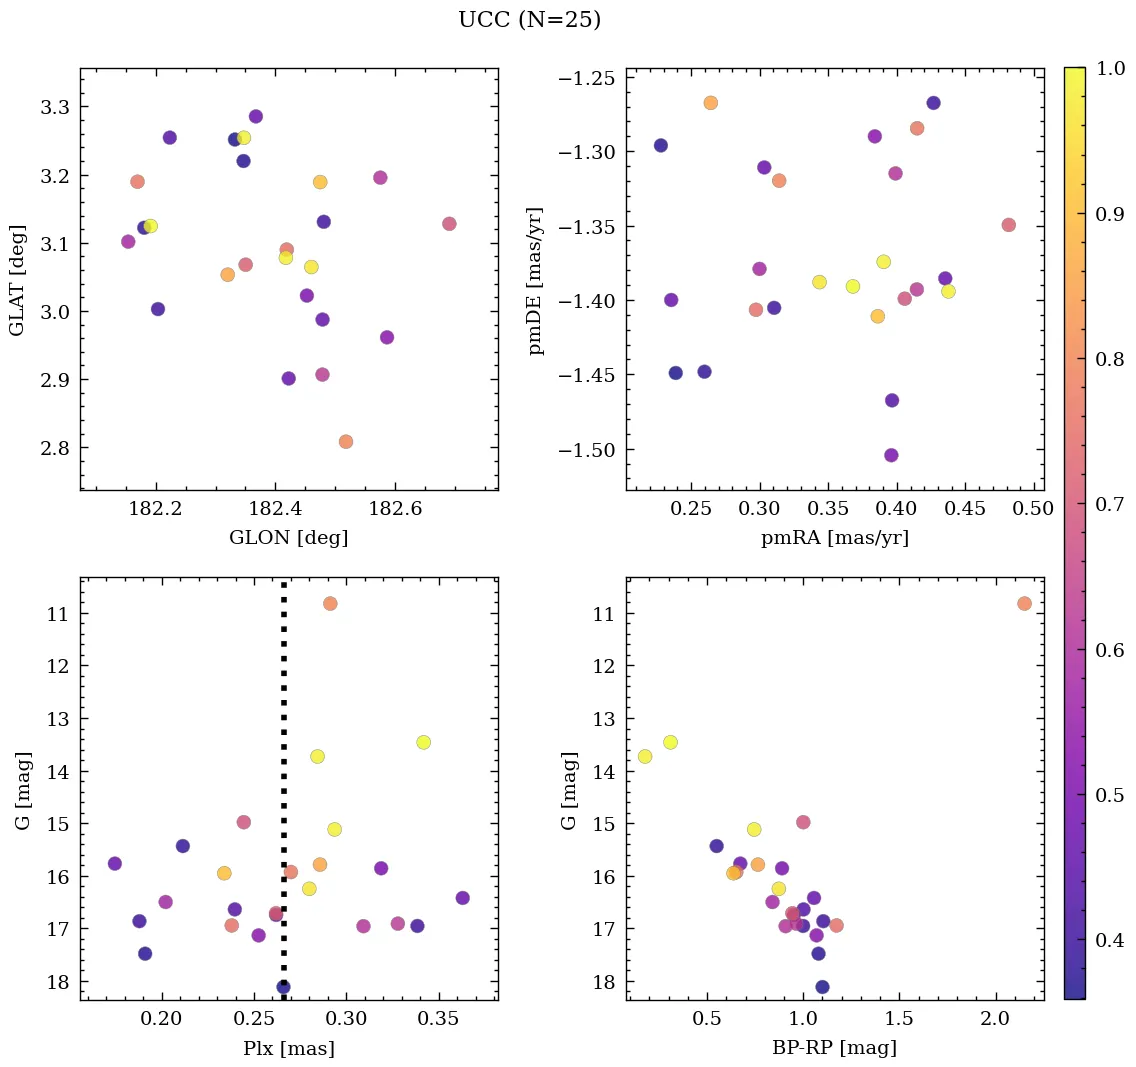 UCC (N=25)
3.3
3.2
3.1
3.0
2.9
2.8
GLAT [deg]
182.2 182.4 182.6
GLON [deg]
−1.25
−1.30
−1.35
−1.40
−1.45
−1.50
pmDE [mas/yr]
0.25 0.30 0.35 0.40 0.45 0.50
pmRA [mas/yr]
11
12
13
14
15
16
17
18
G [mag]
0.20 0.25 0.30 0.35
Plx [mas]
11
12
13
14
15
16
17
18
G [mag]
0.5 1.0 1.5 2.0
BP-RP [mag]
1.0
0.9
0.8
0.7
0.6
0.5
0.4